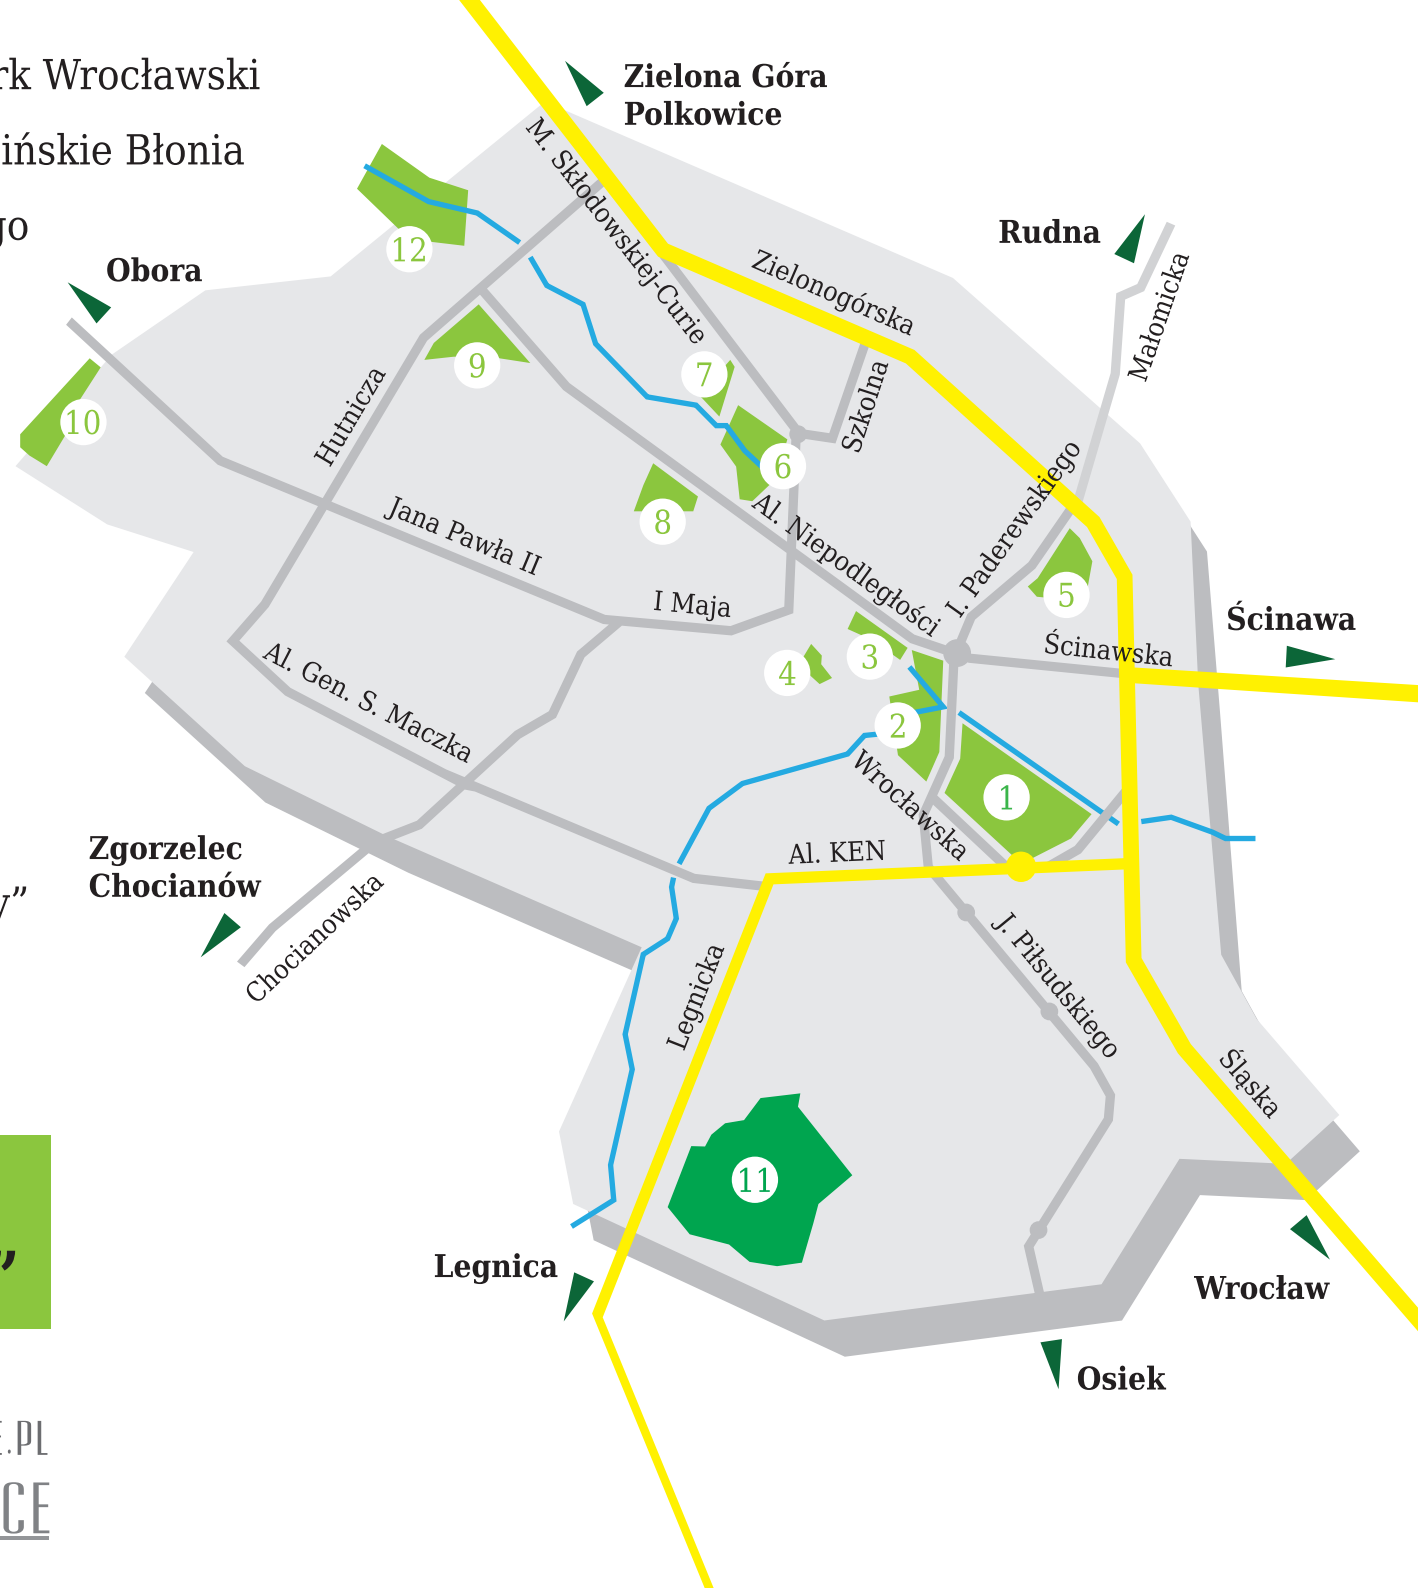 rk Wrocławski
ińskie Błonia
go
Zielona Góra
Polkowice
Rudna
Obora
M. Skłodowskiej-Curie
Zielonogórska
Małomicka
Szkolna
Hutnicza
12
9
7
10
6
8
Jana Pawła II
Al. Niepodległości
I. Paderewskiego
5
I Maja
Ścinawska
Ścinawa
3
4
2
1
Al. Gen. S. Maczka
Wrocławska
Al. KEN
Zgorzelec
Chocianów
y”
Chocianowska
Legnicka
J. Piłsudskiego
Śląska
11
”
Legnica
Wrocław
Osiek
E.PL
CE